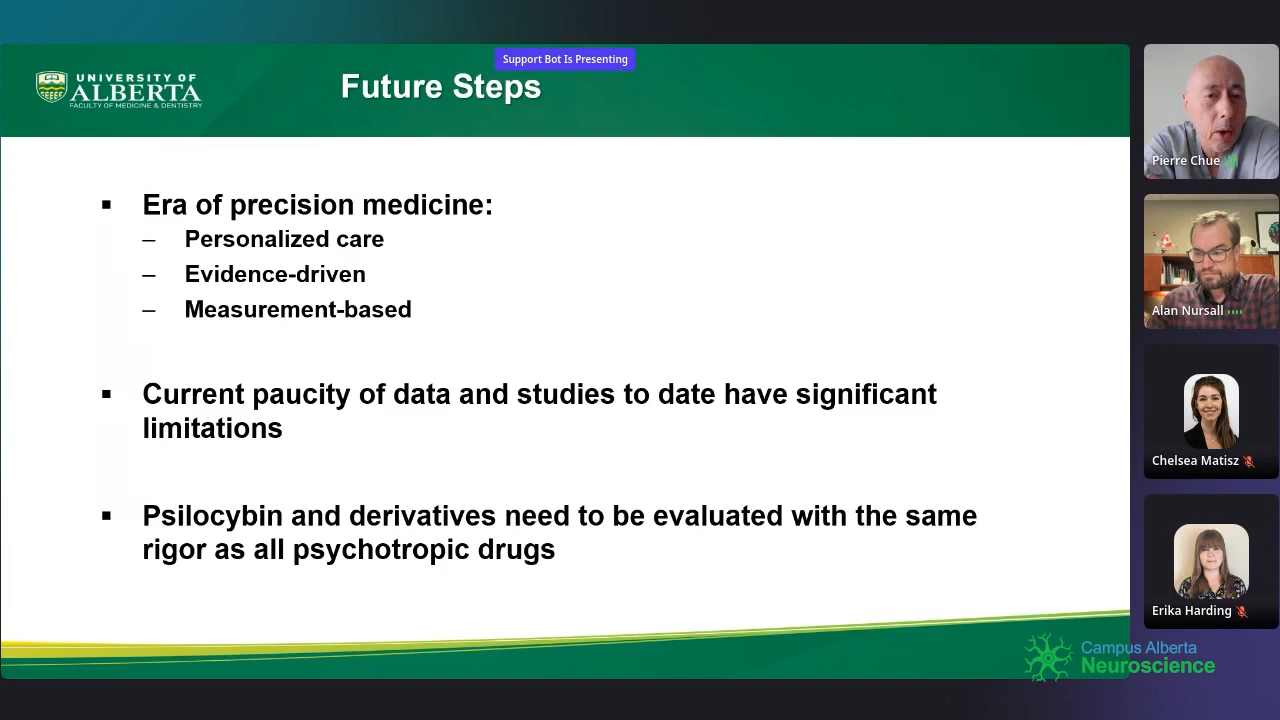 Support Bot Is Presenting
UNIVERSITY OF
ALBERTA
FACULTY OF MEDICINE & DENTISTRY
Future Steps
▪ Era of precision medicine:
– Personalized care
– Evidence-driven
– Measurement-based
▪ Current paucity of data and studies to date have significant
limitations
▪ Psilocybin and derivatives need to be evaluated with the same
rigor as all psychotropic drugs
Pierre Chue
Alan Nursall
Chelsea Matisz
Erika Harding
Campus Alberta
Neuroscience